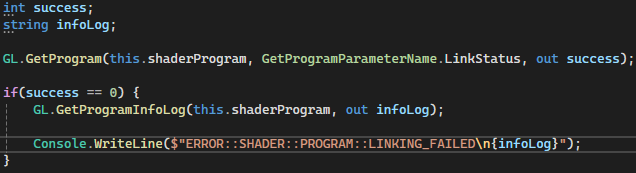 int success;
string infoLog;
GL.GetProgram(this.shaderProgram, GetProgramParameterName.LinkStatus, out success);
if(success == 0) {
GL.GetProgramInfoLog(this.shaderProgram, out infoLog);
Console.WriteLine($"ERROR::SHADER::PROGRAM::LINKING_FAILED\n{infoLog}");
}